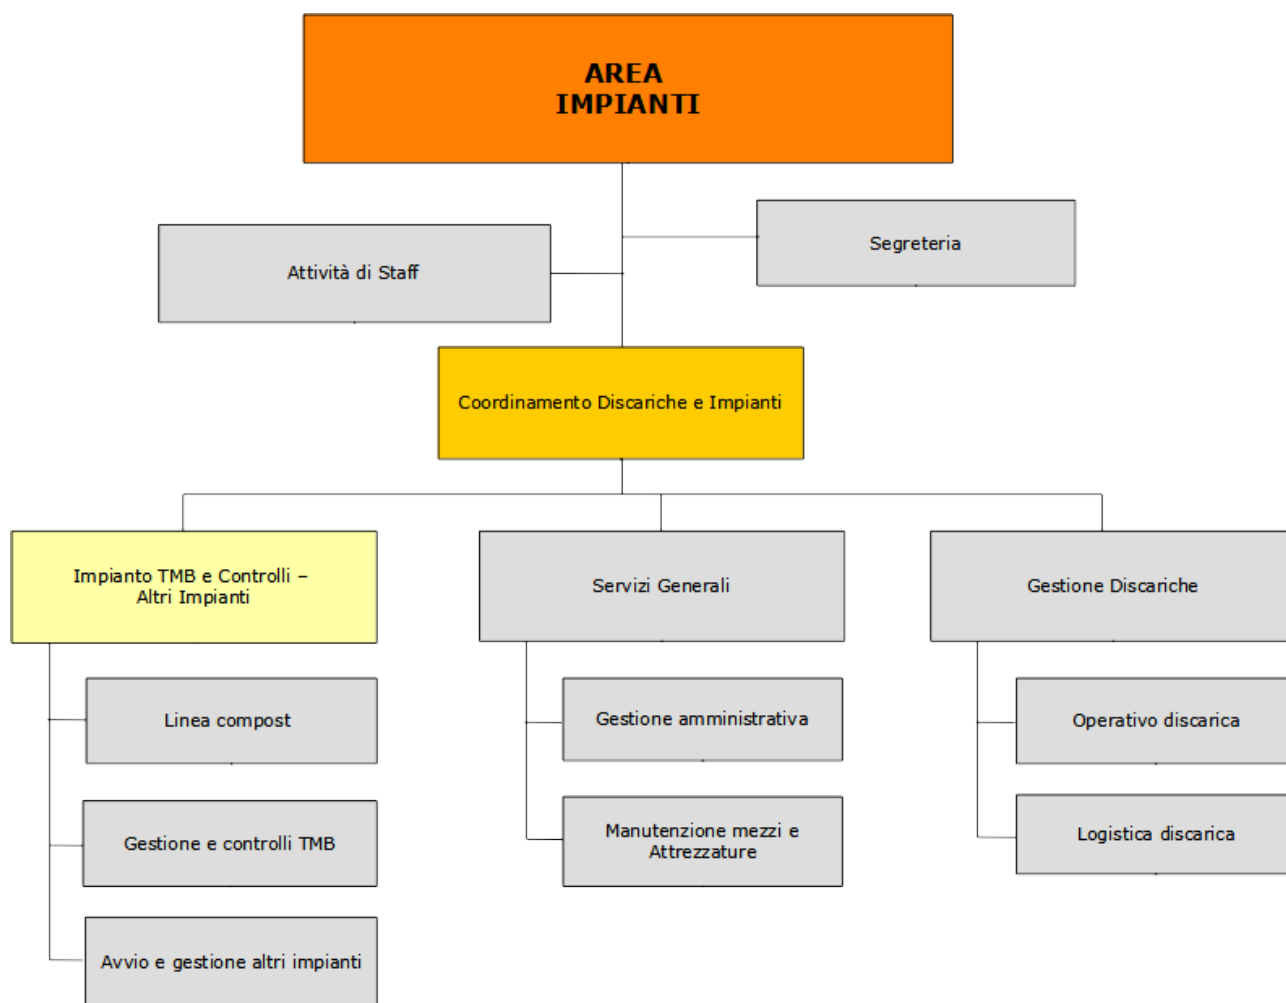 AREA
IMPIANTI
Segreteria
Attività di Staff
Coordinamento Discariche e Impianti
Impianto TMB e Controlli –
Altri Impianti
Servizi Generali
Gestione Discariche
Linea compost
Gestione amministrativa
Operativo discarica
Gestione e controlli TMB
Manutenzione mezzi e
Attrezzature
Logistica discarica
Avvio e gestione altri impianti